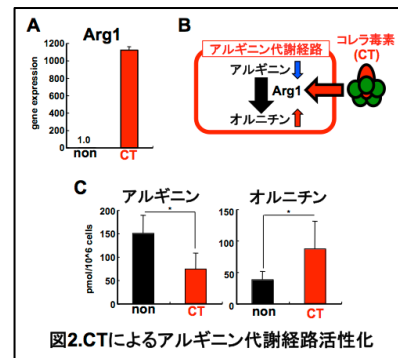 A
Arg1
gene expression
1200
1000
800
600
400
200
0
1.0
non
CT
B
アルギニン代謝経路
アルギニン
Arg1
オルニチン
コレラ毒素
(CT)
C
アルギニン
pmol/10^6 cells
200
150
100
50
0
*
non
CT
オルニチン
150
100
50
0
*
non
CT
図2.CTによるアルギニン代謝経路活性化